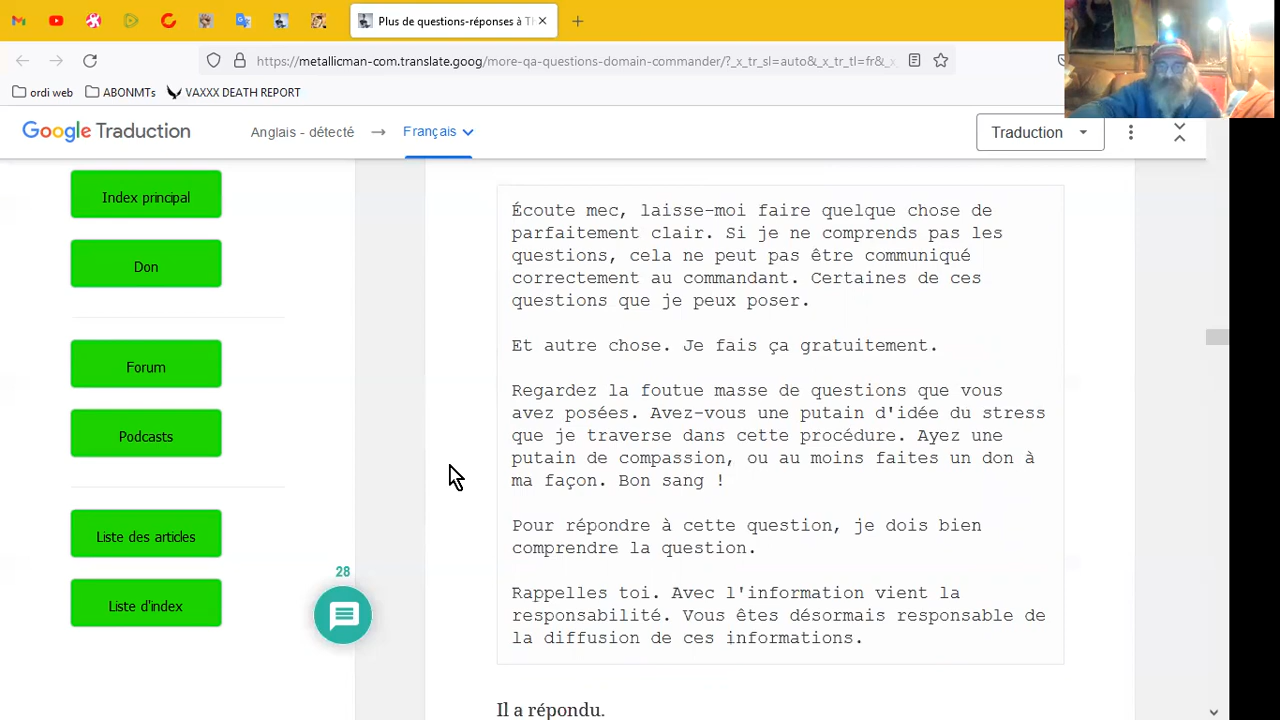 Plus de questions-réponses à Tl
https://metallicman-com.translate.goog/more-qa-questions-domain-commander/?_x_tr_sl=auto&_x_tr_tl=fr&_x
ordi web
ABONMTs
VAXXX DEATH REPORT
Google Traduction
Anglais - détecté
Français
Traduction
Index principal
Don
Forum
Podcasts
Liste des articles
Liste d'index
28
Écoute mec, laisse-moi faire quelque chose de
parfaitement clair. Si je ne comprends pas les
questions, cela ne peut pas être communiqué
correctement au commandant. Certaines de ces
questions que je peux poser.
Et autre chose. Je fais ça gratuitement.
Regardez la foutue masse de questions que vous
avez posées. Avez-vous une putain d'idée du stress
que je traverse dans cette procédure. Ayez une
putain de compassion, ou au moins faites un don à
ma façon. Bon sang !
Pour répondre à cette question, je dois bien
comprendre la question.
Rappelles toi. Avec l'information vient la
responsabilité. Vous êtes désormais responsable de
la diffusion de ces informations.
Il a répondu.